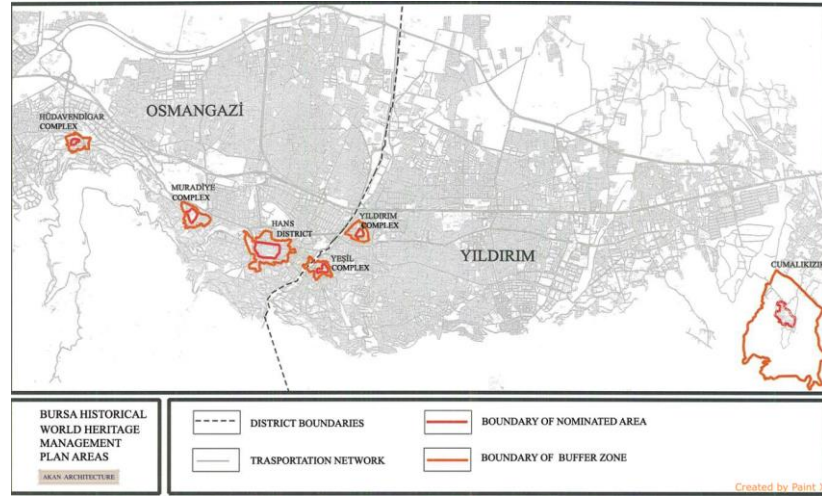 HÜDAVENDİGAR
COMPLEX
OSMANGAZİ
MURADİYE
COMPLEX
HANS
DISTRICT
YILDIRIM
COMPLEX
YEŞİL
COMPLEX
YILDIRIM
CUMALIKIZIK
BURSA HISTORICAL
WORLD HERITAGE
MANAGEMENT
PLAN AREAS
AKAN ARCHITECTURE
DISTRICT BOUNDARIES
TRASPORTATION NETWORK
BOUNDARY OF NOMINATED AREA
BOUNDARY OF BUFFER ZONE
Created by Paint X